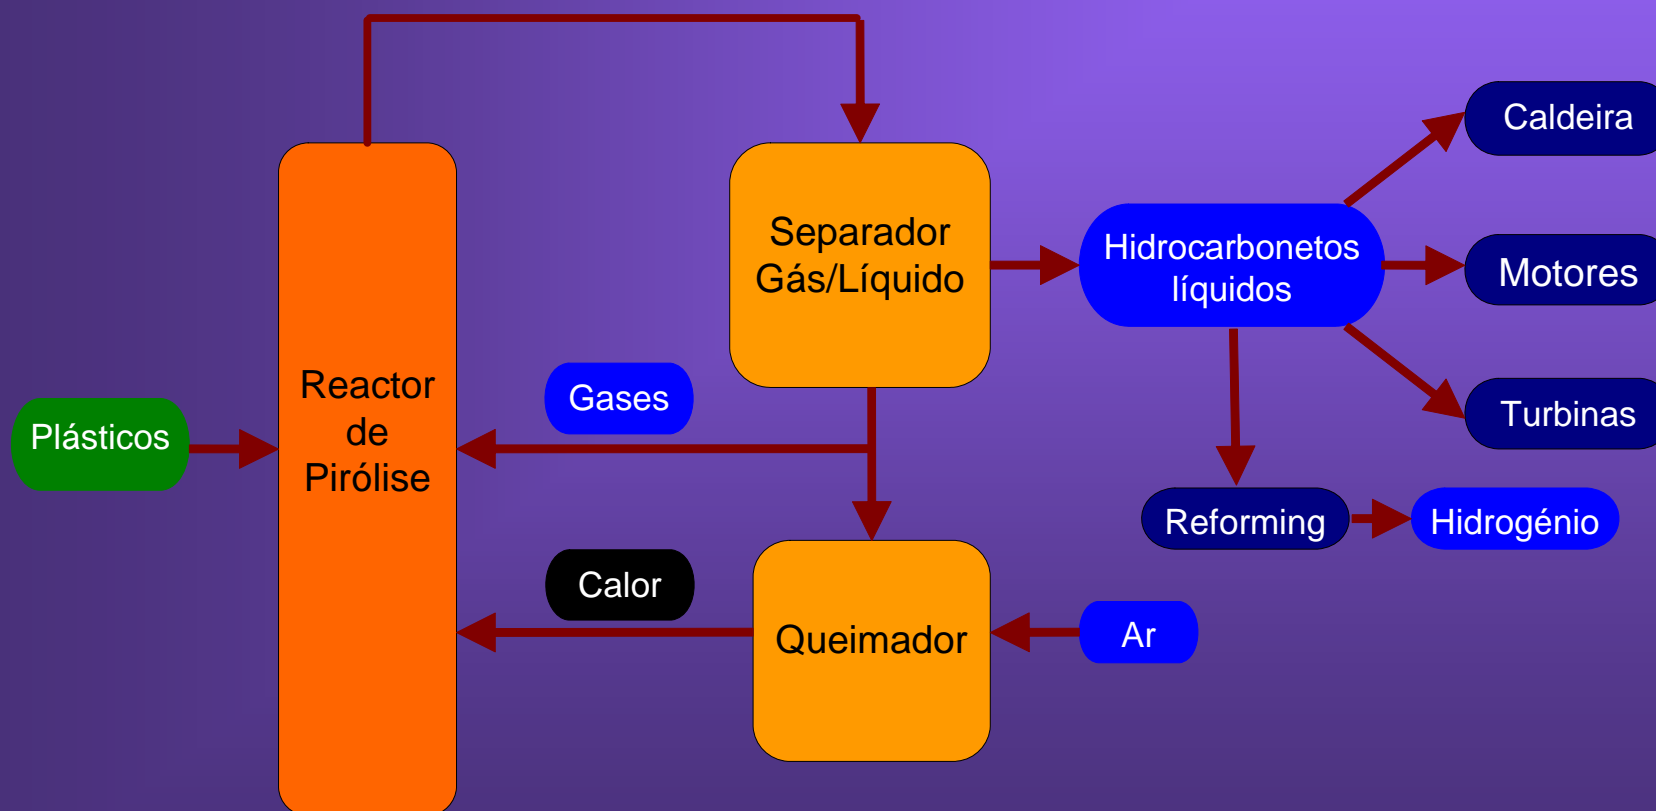 Caldeira
Separador
Gás/Líquido
Hidrocarbonetos
líquidos
Motores
Reactor
de
Pirólise
Gases
Plásticos
Turbinas
Reforming
Hidrogénio
Calor
Queimador
Ar